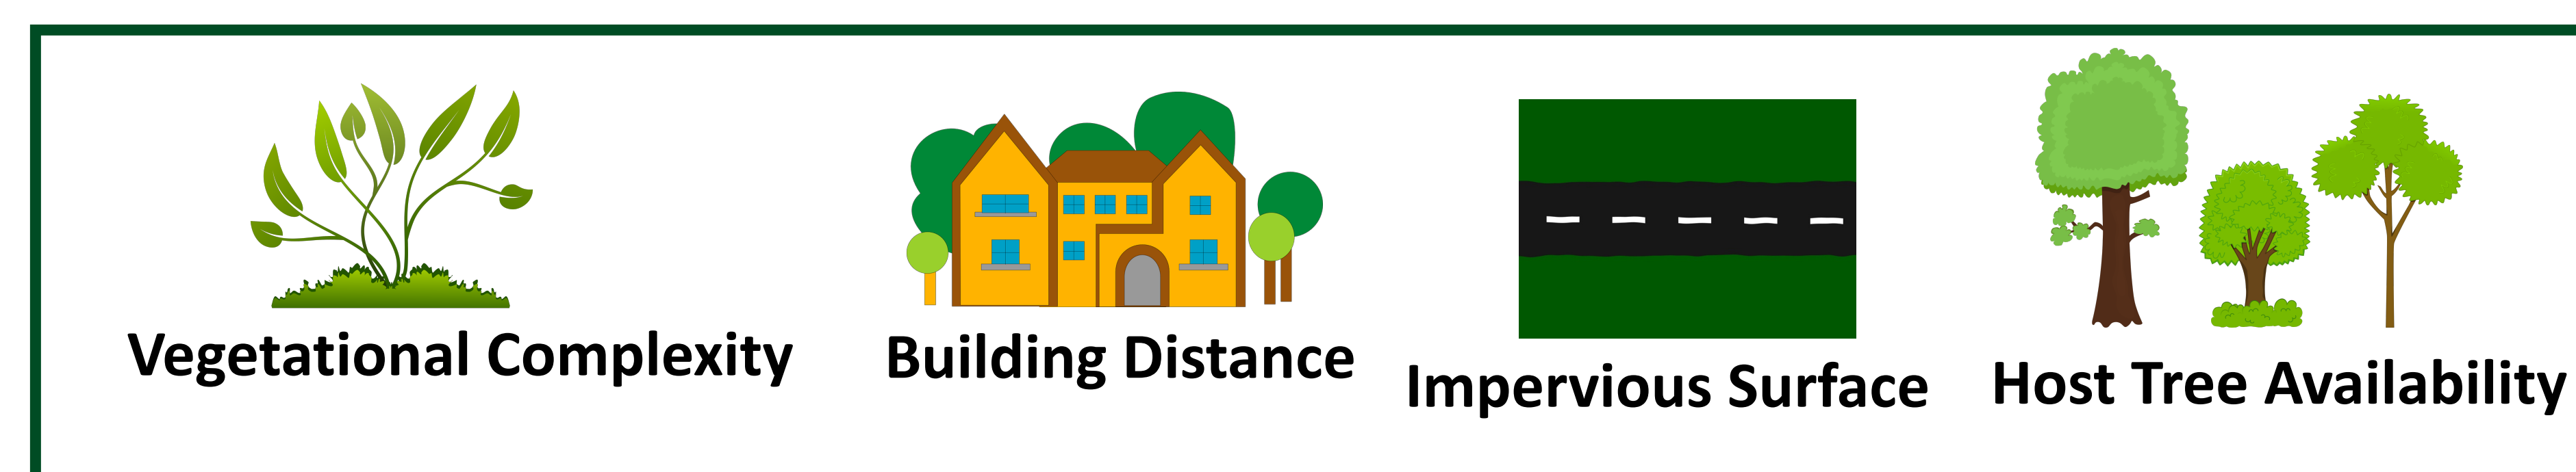 Vegetational Complexity
Building Distance
Impervious Surface
Host Tree Availability